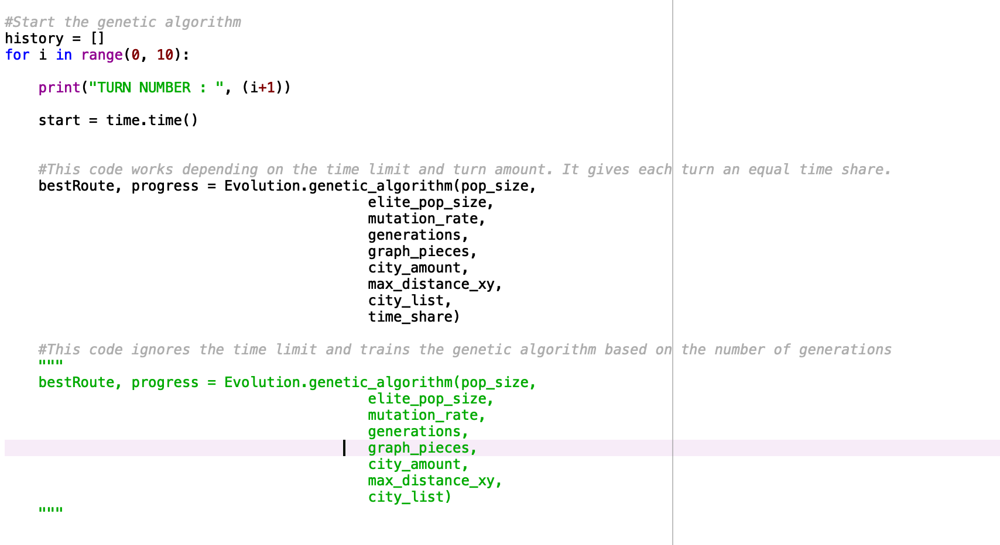 #Start the genetic algorithm
history = []
for i in range(0, 10):
print("TURN NUMBER : ", (i+1))
start = time.time()
#This code works depending on the time limit and turn amount. It gives each turn an equal time share.
bestRoute, progress = Evolution.genetic_algorithm(pop_size,
elite_pop_size,
mutation_rate,
generations,
graph_pieces,
city_amount,
max_distance_xy,
city_list,
time_share)
#This code ignores the time limit and trains the genetic algorithm based on the number of generations
"""
bestRoute, progress = Evolution.genetic_algorithm(pop_size,
elite_pop_size,
mutation_rate,
generations,
graph_pieces,
city_amount,
max_distance_xy,
city_list)
"""